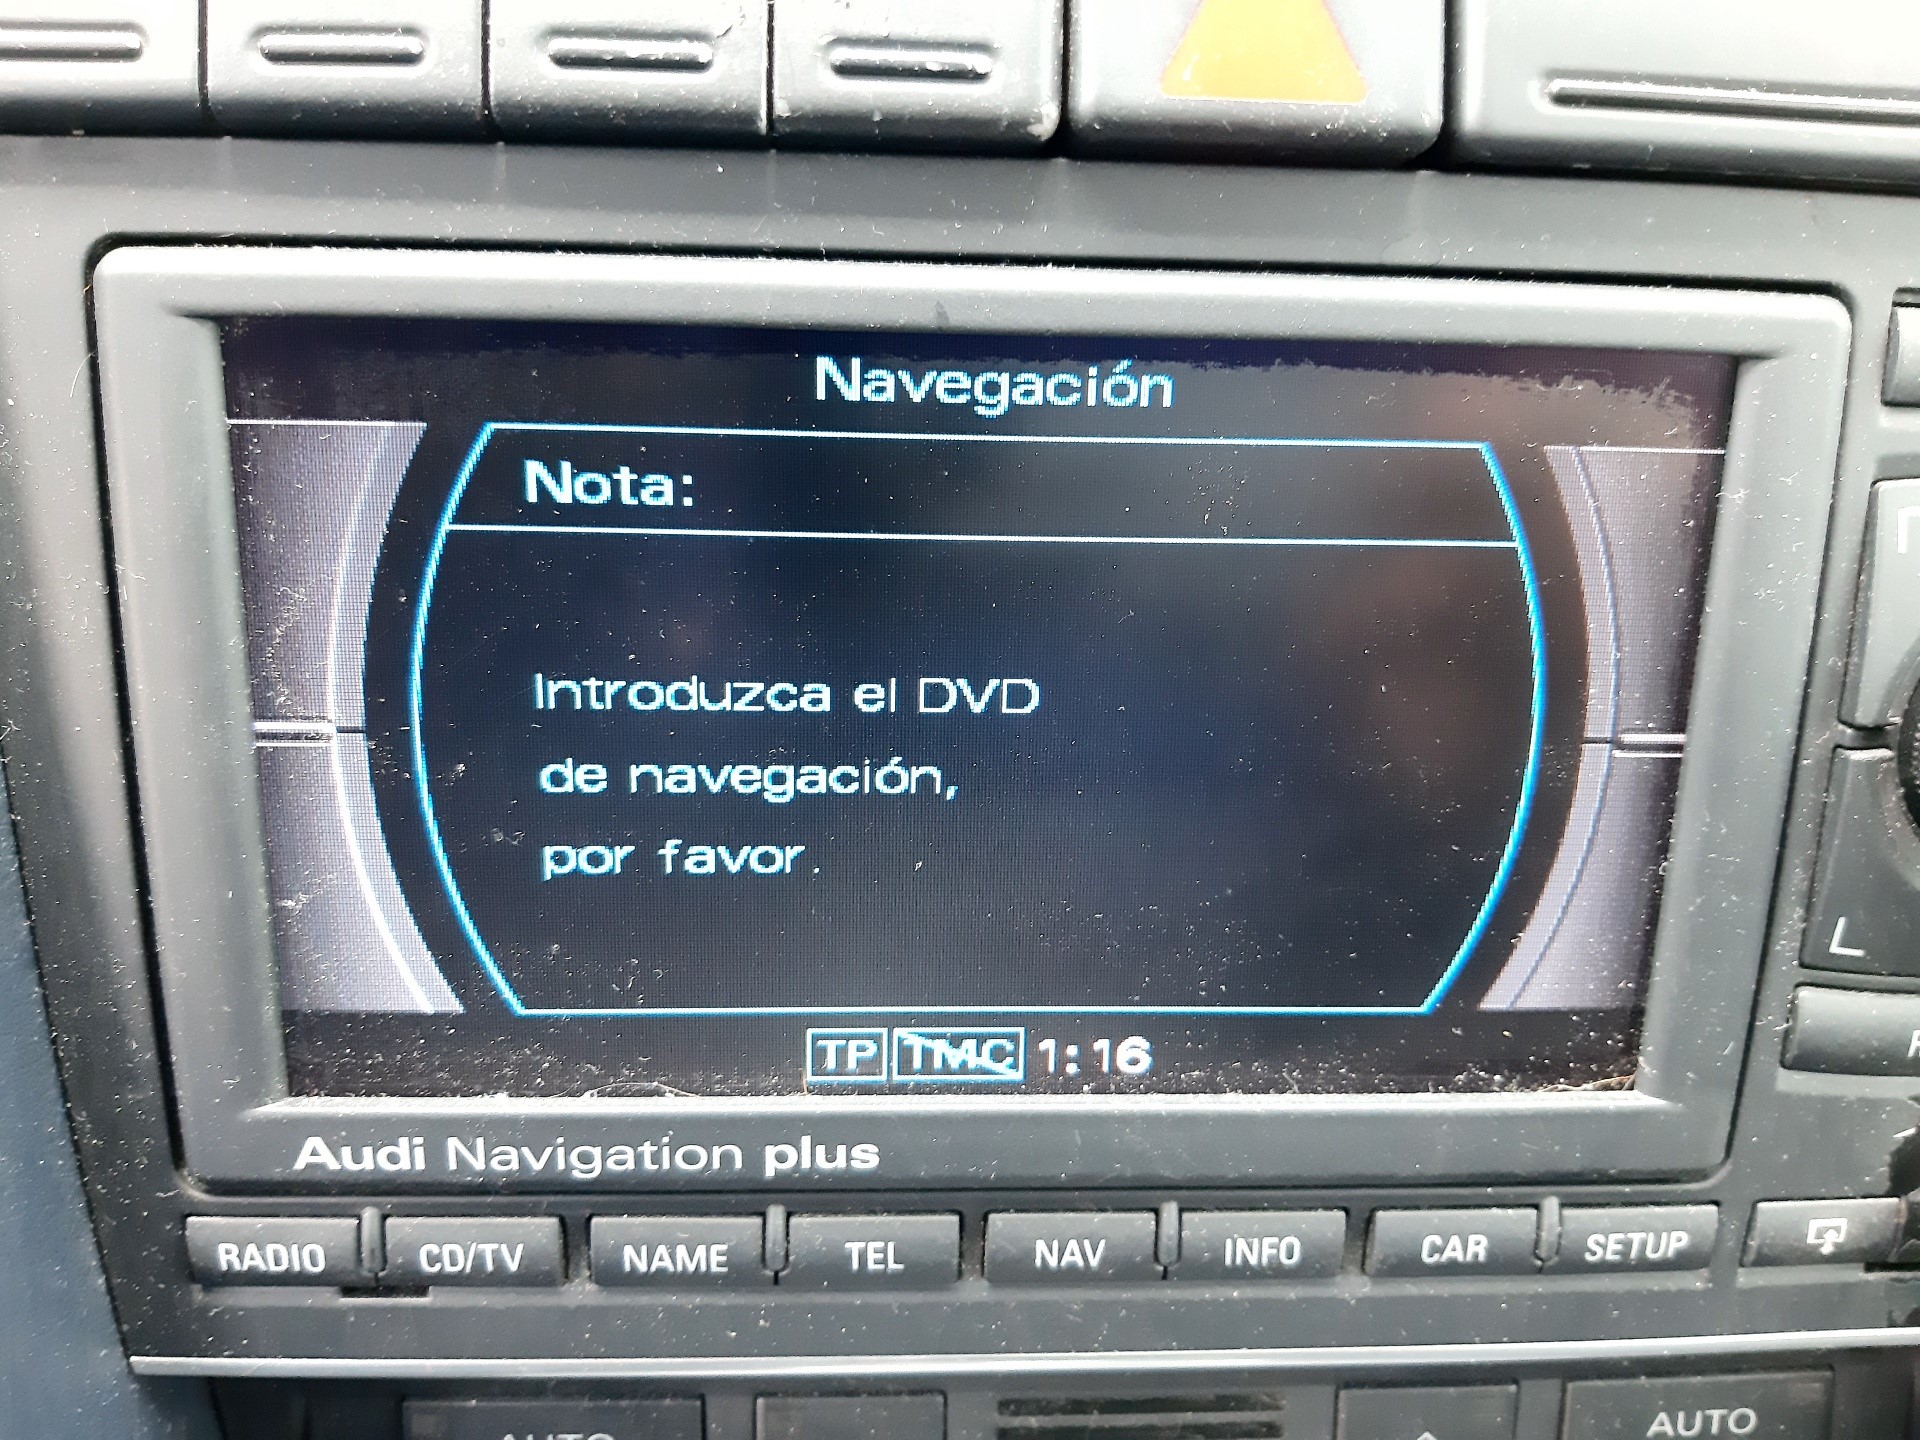 Navegación
Nota:
Introduzca el DVD
de navegación,
por favor.
TP TMC 1:16
Audi Navigation plus
RADIO CD/TV NAME TEL NAV INFO CAR SETUP
AUTO AUTO